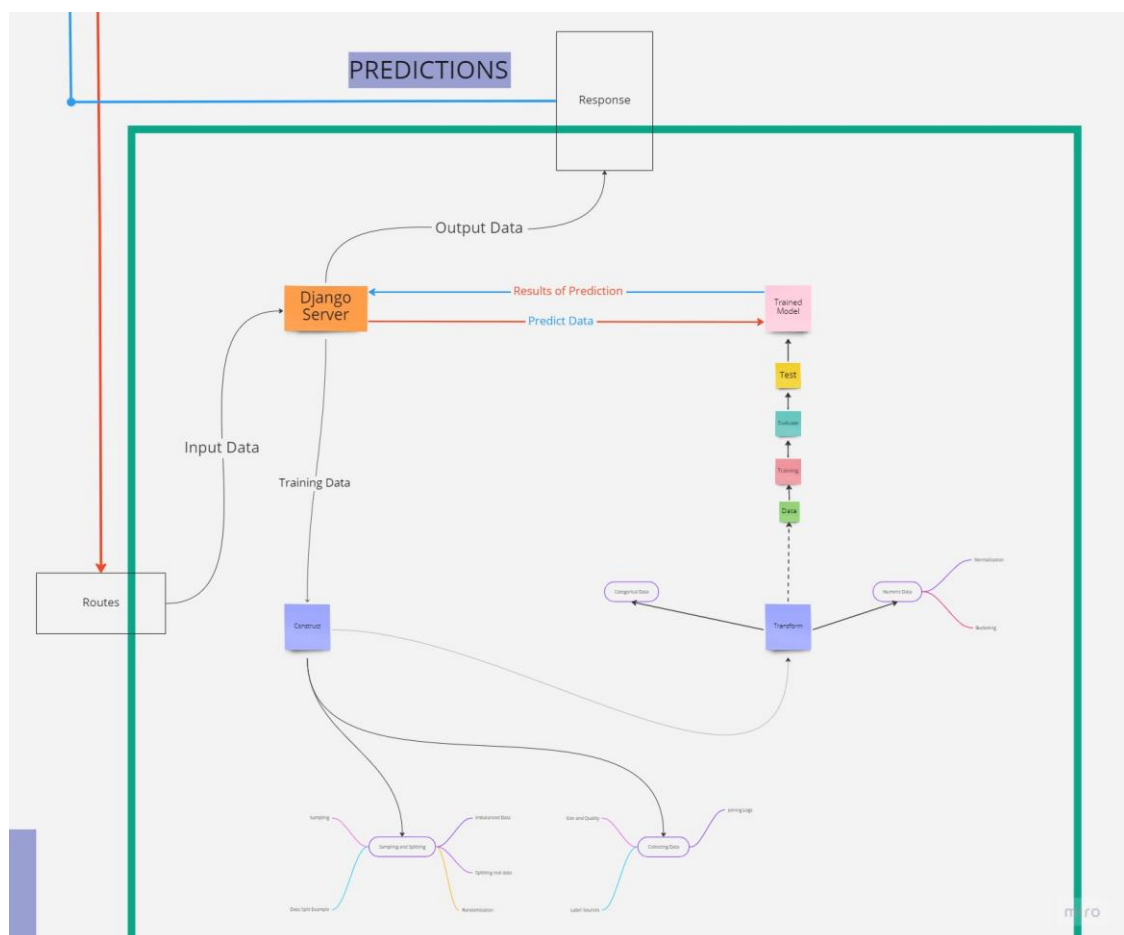 PREDICTIONS
Response
Output Data
Django
Server
Results of Prediction
Predict Data
Trained
Model
Test
Evaluate
Input Data
Training
Training Data
Data
Normalization
Categorical Data
Numeric Data
Routes
Construct
Transform
Bucketing
Joining Logs
Sampling
Imbalanced Data
Size and Quality
Sampling and Splitting
Collecting Data
Splitting
Data Split Example
Randomization
Label Sources
miro